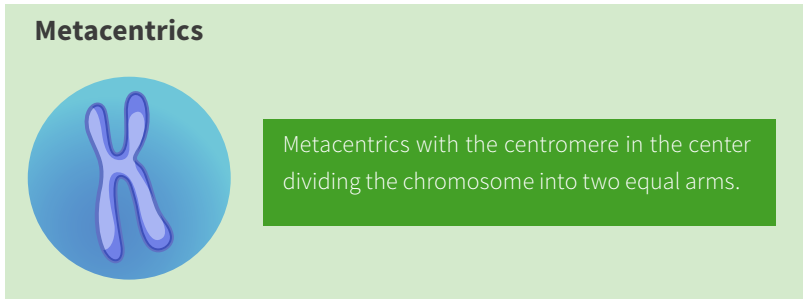 Metacentrics
Metacentrics with the centromere in the center
dividing the chromosome into two equal arms.